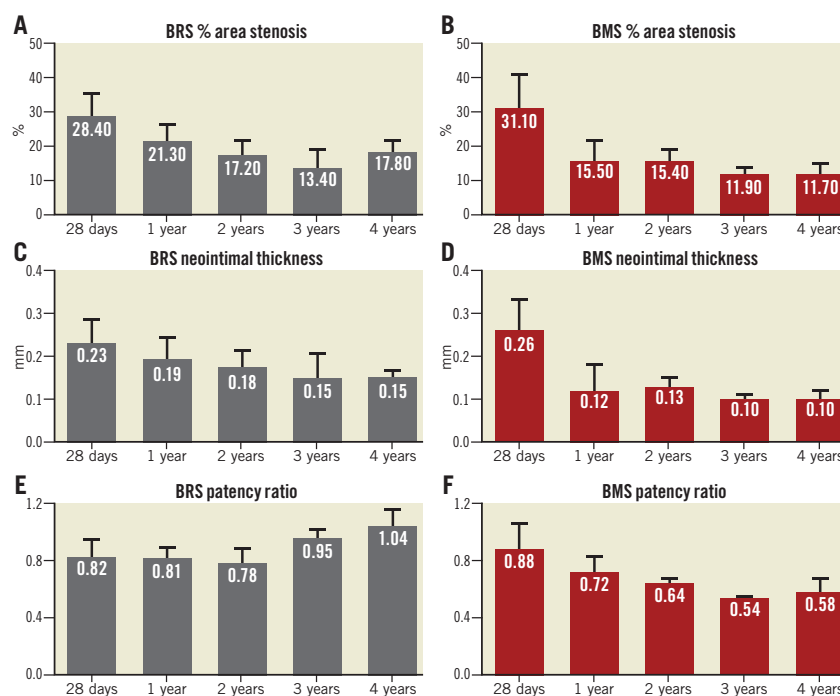 A
BRS % area stenosis
50
40
30
20
10
0
%
28.40
21.30
17.20
13.40
17.80
28 days
1 year
2 years
3 years
4 years
B
BMS % area stenosis
50
40
30
20
10
0
%
31.10
15.50
15.40
11.90
11.70
28 days
1 year
2 years
3 years
4 years
C
BRS neointimal thickness
0.4
0.3
0.2
0.1
0.0
mm
0.23
0.19
0.18
0.15
0.15
28 days
1 year
2 years
3 years
4 years
D
BMS neointimal thickness
0.4
0.3
0.2
0.1
0.0
mm
0.26
0.12
0.13
0.10
0.10
28 days
1 year
2 years
3 years
4 years
E
BRS patency ratio
1.2
0.8
0.4
0.0
0.82
0.81
0.78
0.95
1.04
28 days
1 year
2 years
3 years
4 years
F
BMS patency ratio
1.2
0.8
0.4
0.0
0.88
0.72
0.64
0.54
0.58
28 days
1 year
2 years
3 years
4 years